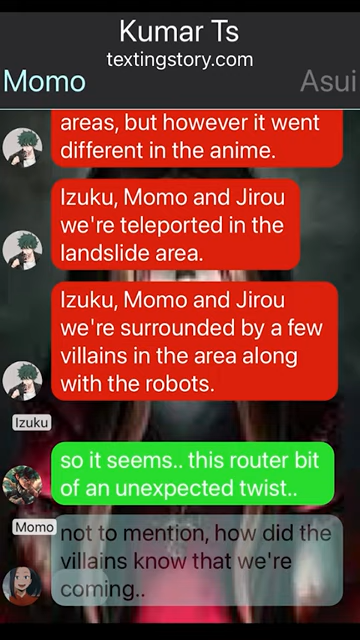 Kumar Ts
textingstory.com
Momo
Asui
areas, but however it went
different in the anime.
Izuku, Momo and Jirou
we're teleported in the
landslide area.
Izuku, Momo and Jirou
we're surrounded by a few
villains in the area along
with the robots.
Izuku
so it seems.. this router bit
of an unexpected twist..
Momo
not to mention, how did the
villains know that we're
coming..